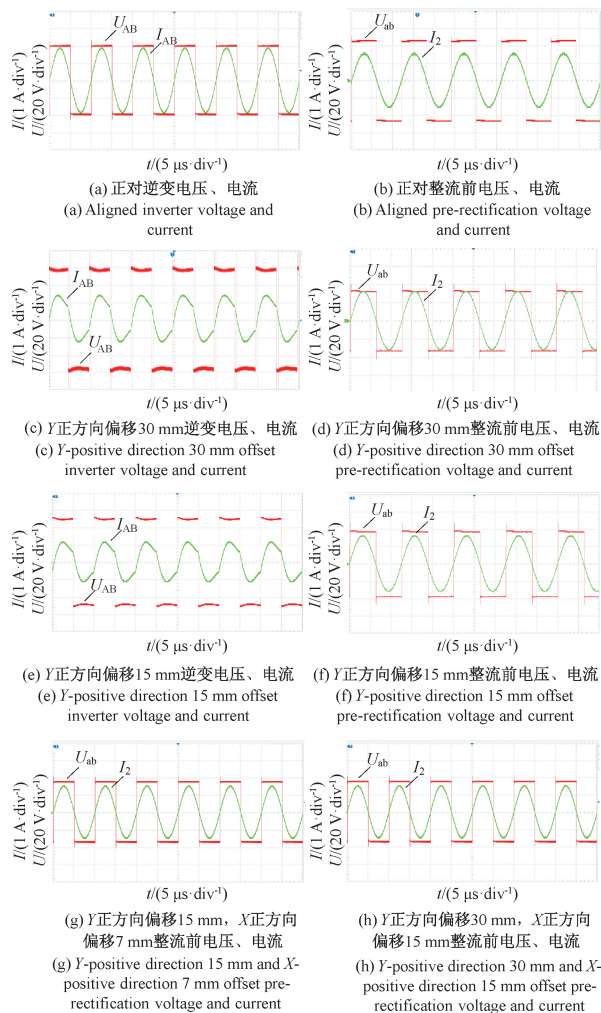 U_AB
I_AB
I/(1 A·div⁻¹)
U/(20 V·div⁻¹)
t/(5 μs·div⁻¹)
(a) 正对逆变电压、电流
(a) Aligned inverter voltage and
current
U_ab
I_2
I/(1 A·div⁻¹)
U/(20 V·div⁻¹)
t/(5 μs·div⁻¹)
(b) 正对整流前电压、电流
(b) Aligned pre-rectification voltage
and current
I_AB
U_AB
I/(1 A·div⁻¹)
U/(20 V·div⁻¹)
t/(5 μs·div⁻¹)
(c) Y正方向偏移30 mm逆变电压、电流
(c) Y-positive direction 30 mm offset
inverter voltage and current
U_ab
I_2
I/(1 A·div⁻¹)
U/(20 V·div⁻¹)
t/(5 μs·div⁻¹)
(d) Y正方向偏移30 mm整流前电压、电流
(d) Y-positive direction 30 mm offset
pre-rectification voltage and current
I_AB
U_AB
I/(1 A·div⁻¹)
U/(20 V·div⁻¹)
t/(5 μs·div⁻¹)
(e) Y正方向偏移15 mm逆变电压、电流
(e) Y-positive direction 15 mm offset
inverter voltage and current
U_ab
I_2
I/(1 A·div⁻¹)
U/(20 V·div⁻¹)
t/(5 μs·div⁻¹)
(f) Y正方向偏移15 mm整流前电压、电流
(f) Y-positive direction 15 mm offset
pre-rectification voltage and current
U_ab
I_2
I/(1 A·div⁻¹)
U/(20 V·div⁻¹)
t/(5 μs·div⁻¹)
(g) Y正方向偏移15 mm，X正方向
偏移7 mm整流前电压、电流
(g) Y-positive direction 15 mm and X-
positive direction 7 mm offset pre-
rectification voltage and current
U_ab
I_2
I/(1 A·div⁻¹)
U/(20 V·div⁻¹)
t/(5 μs·div⁻¹)
(h) Y正方向偏移30 mm，X正方向
偏移15 mm整流前电压、电流
(h) Y-positive direction 30 mm and X-
positive direction 15 mm offset pre-
rectification voltage and current